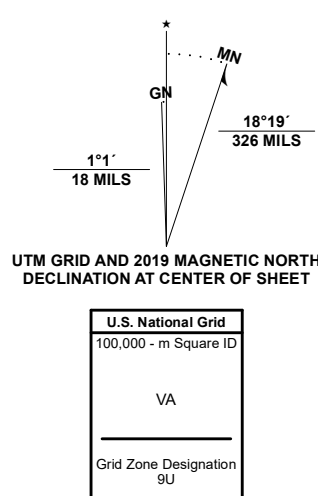 ★
MN
GN
18°19´
326 MILS
1°1´
18 MILS
UTM GRID AND 2019 MAGNETIC NORTH
DECLINATION AT CENTER OF SHEET
U.S. National Grid
100,000 - m Square ID
VA
Grid Zone Designation
9U